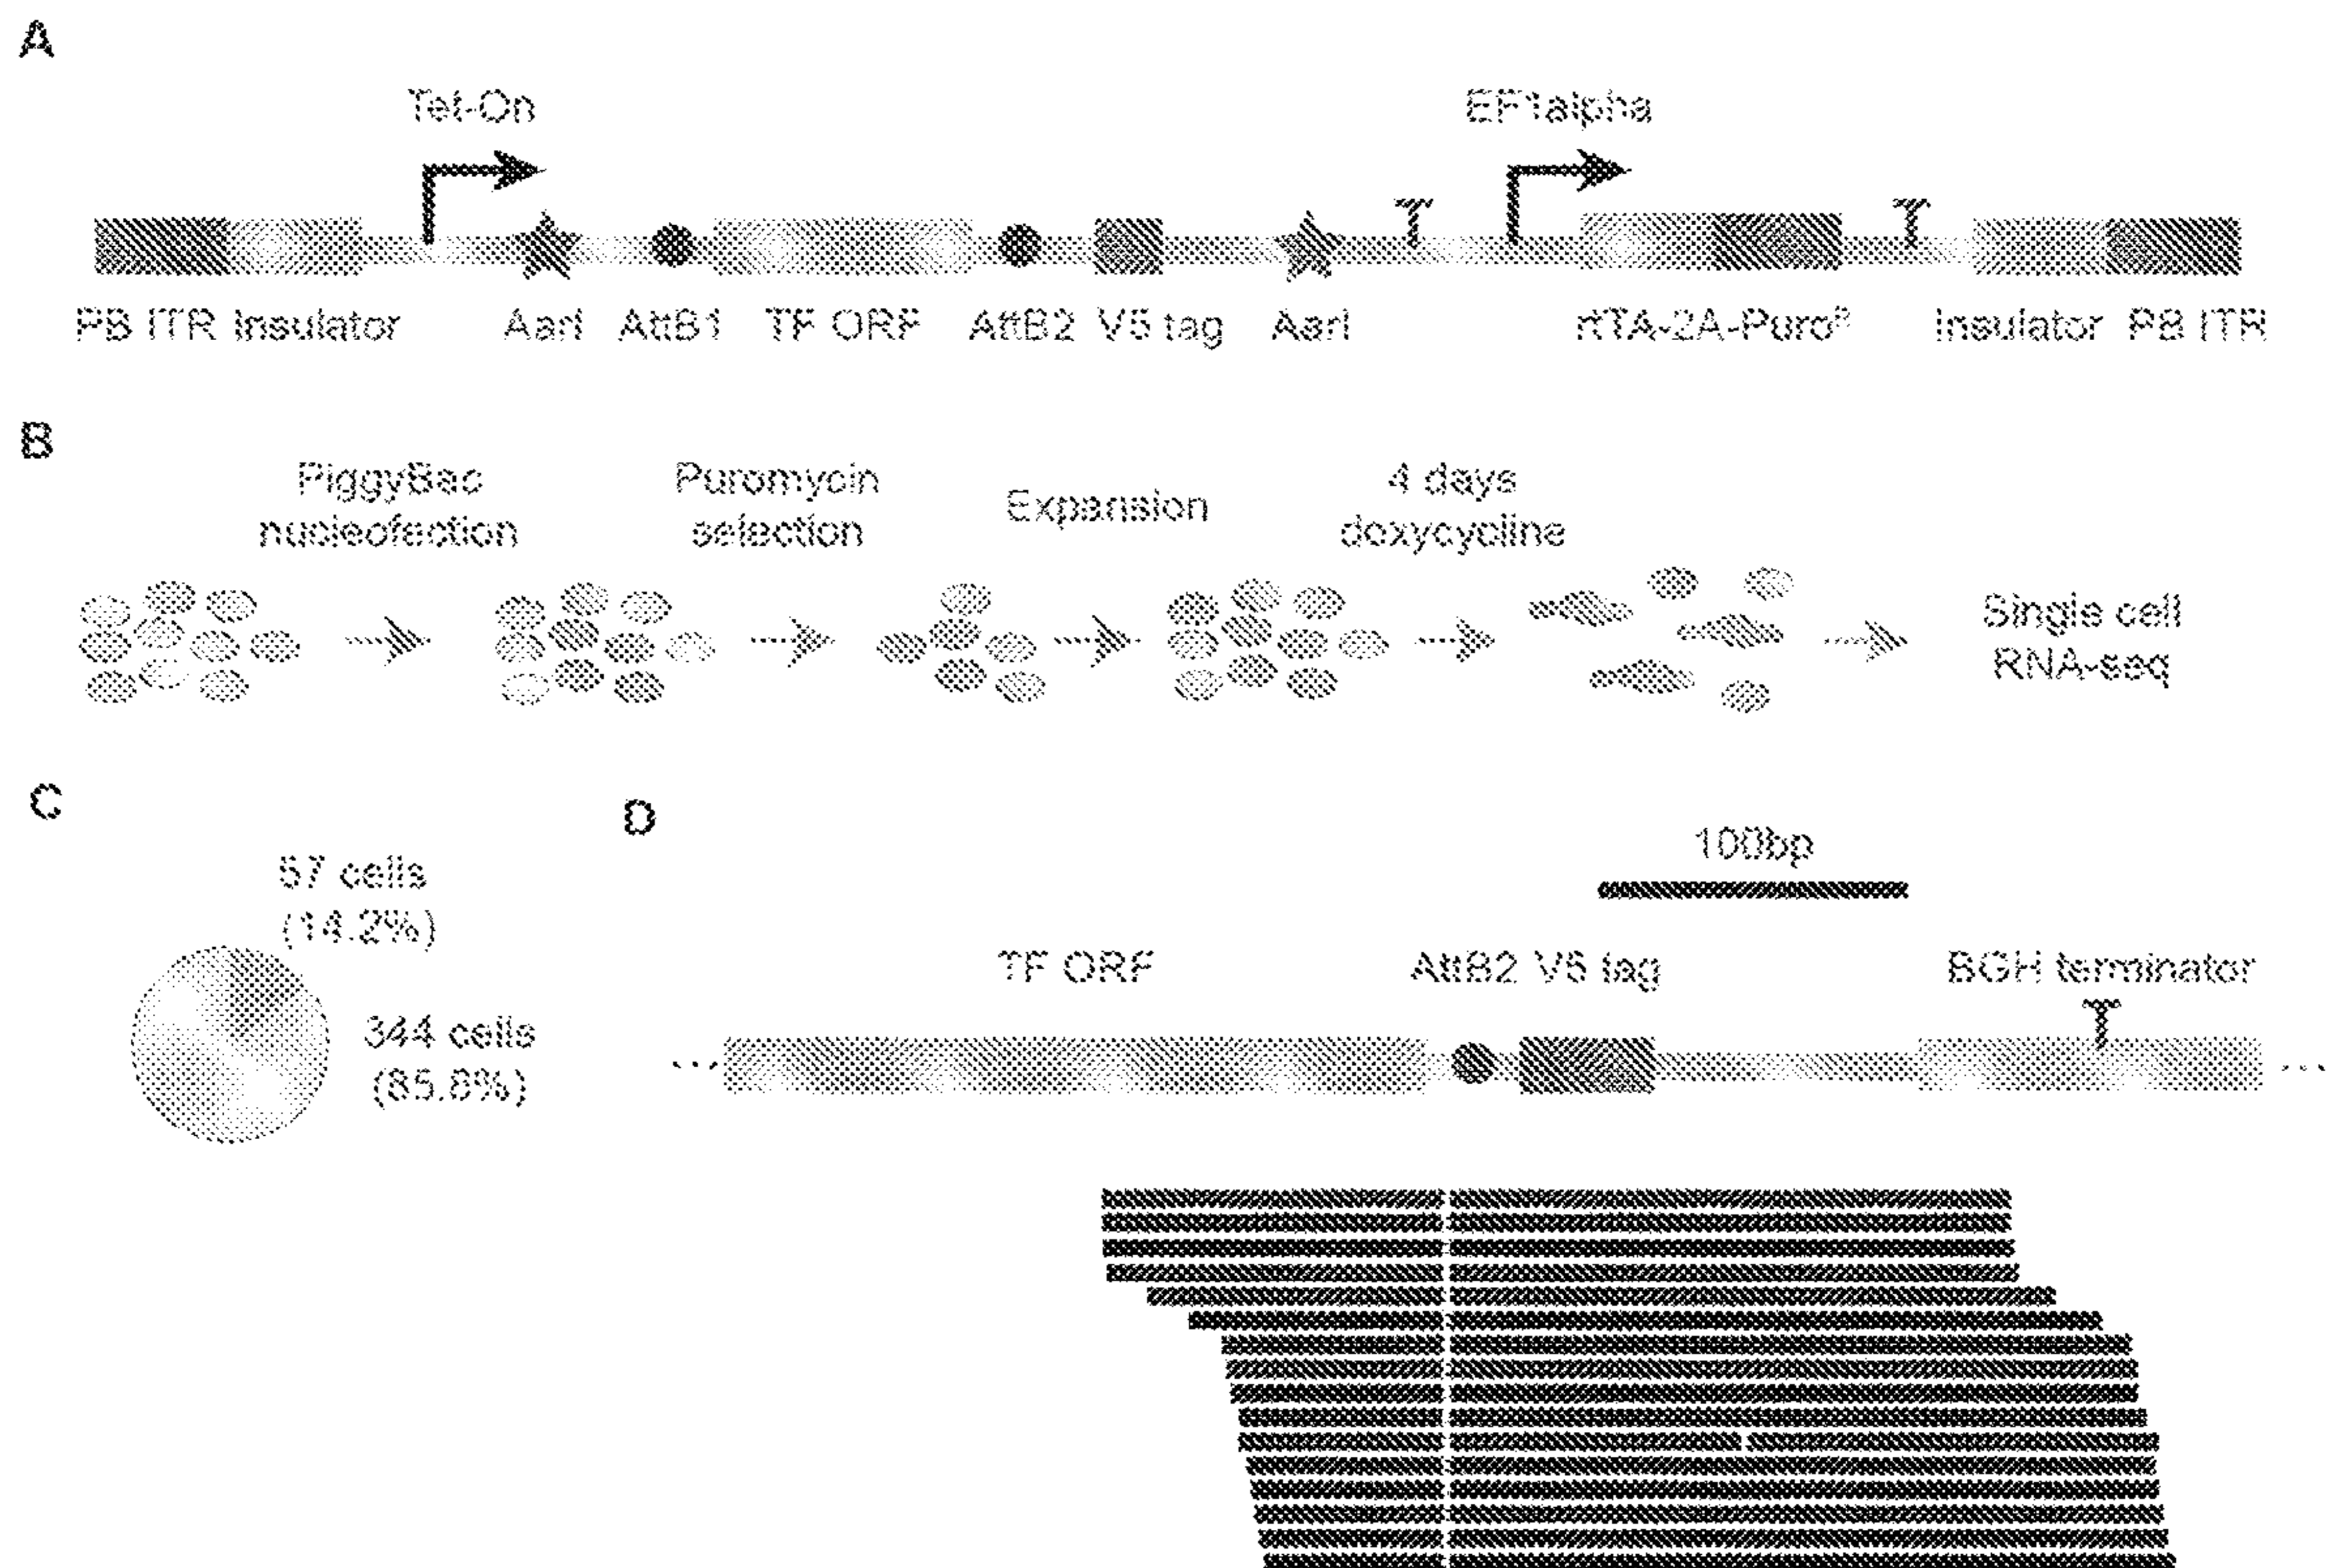 A
Tet-On
EF1alpha
PB ITR Insulator AarI AttB1 TF ORF AttB2 V5 tag AarI rtTA-2A-Puroᴿ Insulator PB ITR
B
PiggyBac
nucleofection
Puromycin
selection
Expansion
4 days
doxycycline
Single cell
RNA-seq
C
57 cells
(14.2%)
344 cells
(85.8%)
D
100bp
TF ORF AttB2 V5 tag BGH terminator